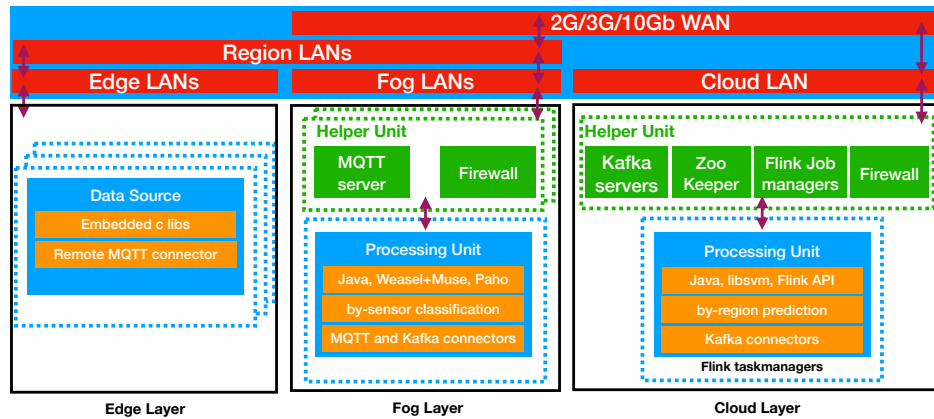 2G/3G/10Gb WAN
Region LANs
Edge LANs
Fog LANs
Cloud LAN
Data Source
Embedded c libs
Remote MQTT connector
Edge Layer
Helper Unit
MQTT
server
Firewall
Processing Unit
Java, Weasel+Muse, Paho
by-sensor classification
MQTT and Kafka connectors
Fog Layer
Helper Unit
Kafka
servers
Zoo
Keeper
Flink Job
managers
Firewall
Processing Unit
Java, libsvm, Flink API
by-region prediction
Kafka connectors
Flink taskmanagers
Cloud Layer